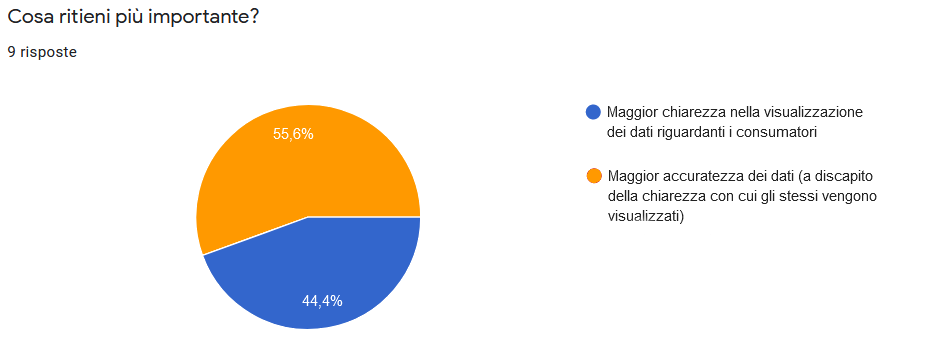 Cosa ritieni più importante?
9 risposte
55,6%
44,4%
Maggior chiarezza nella visualizzazione
dei dati riguardanti i consumatori
Maggior accuratezza dei dati (a discapito
della chiarezza con cui gli stessi vengono
visualizzati)